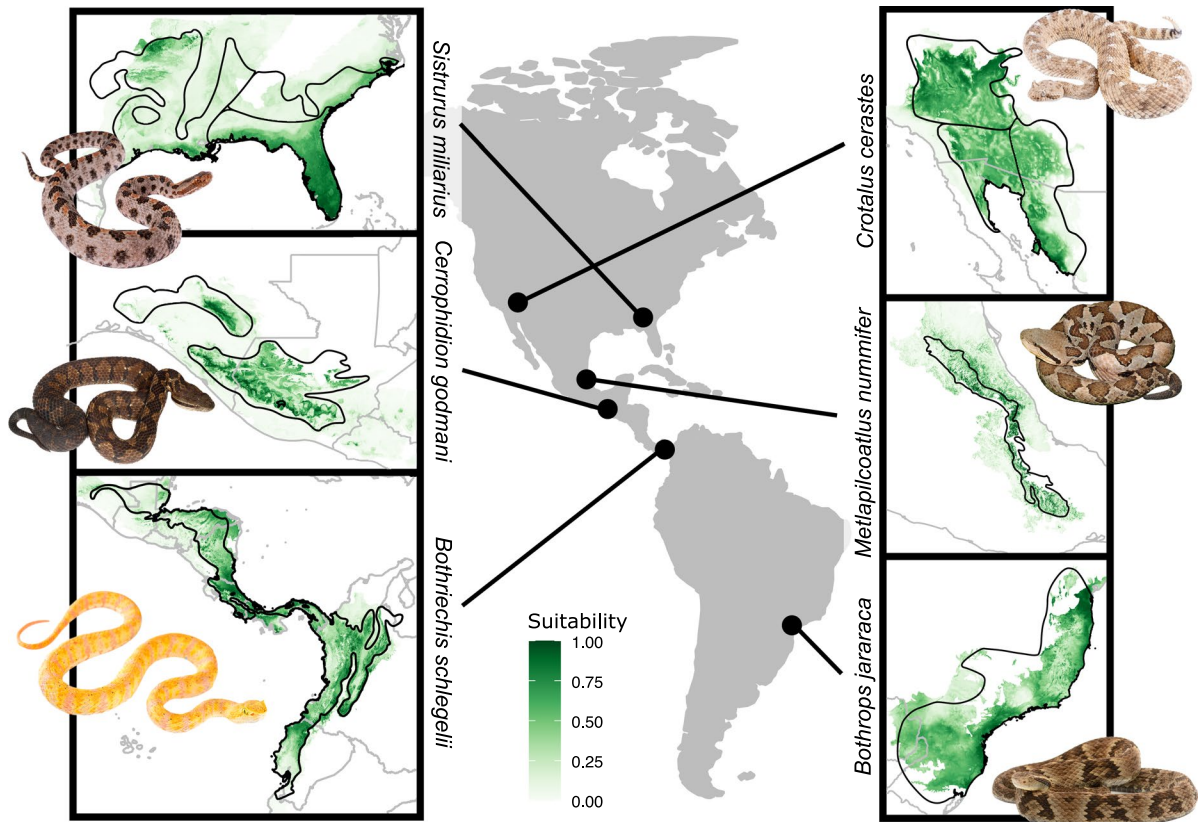 Sistrurus miliarius
Cerrophidion godmani
Bothriechis schlegelii
Crotalus cerastes
Metlapilcoatlus nummifer
Bothrops jararaca
Suitability
1.00
0.75
0.50
0.25
0.00